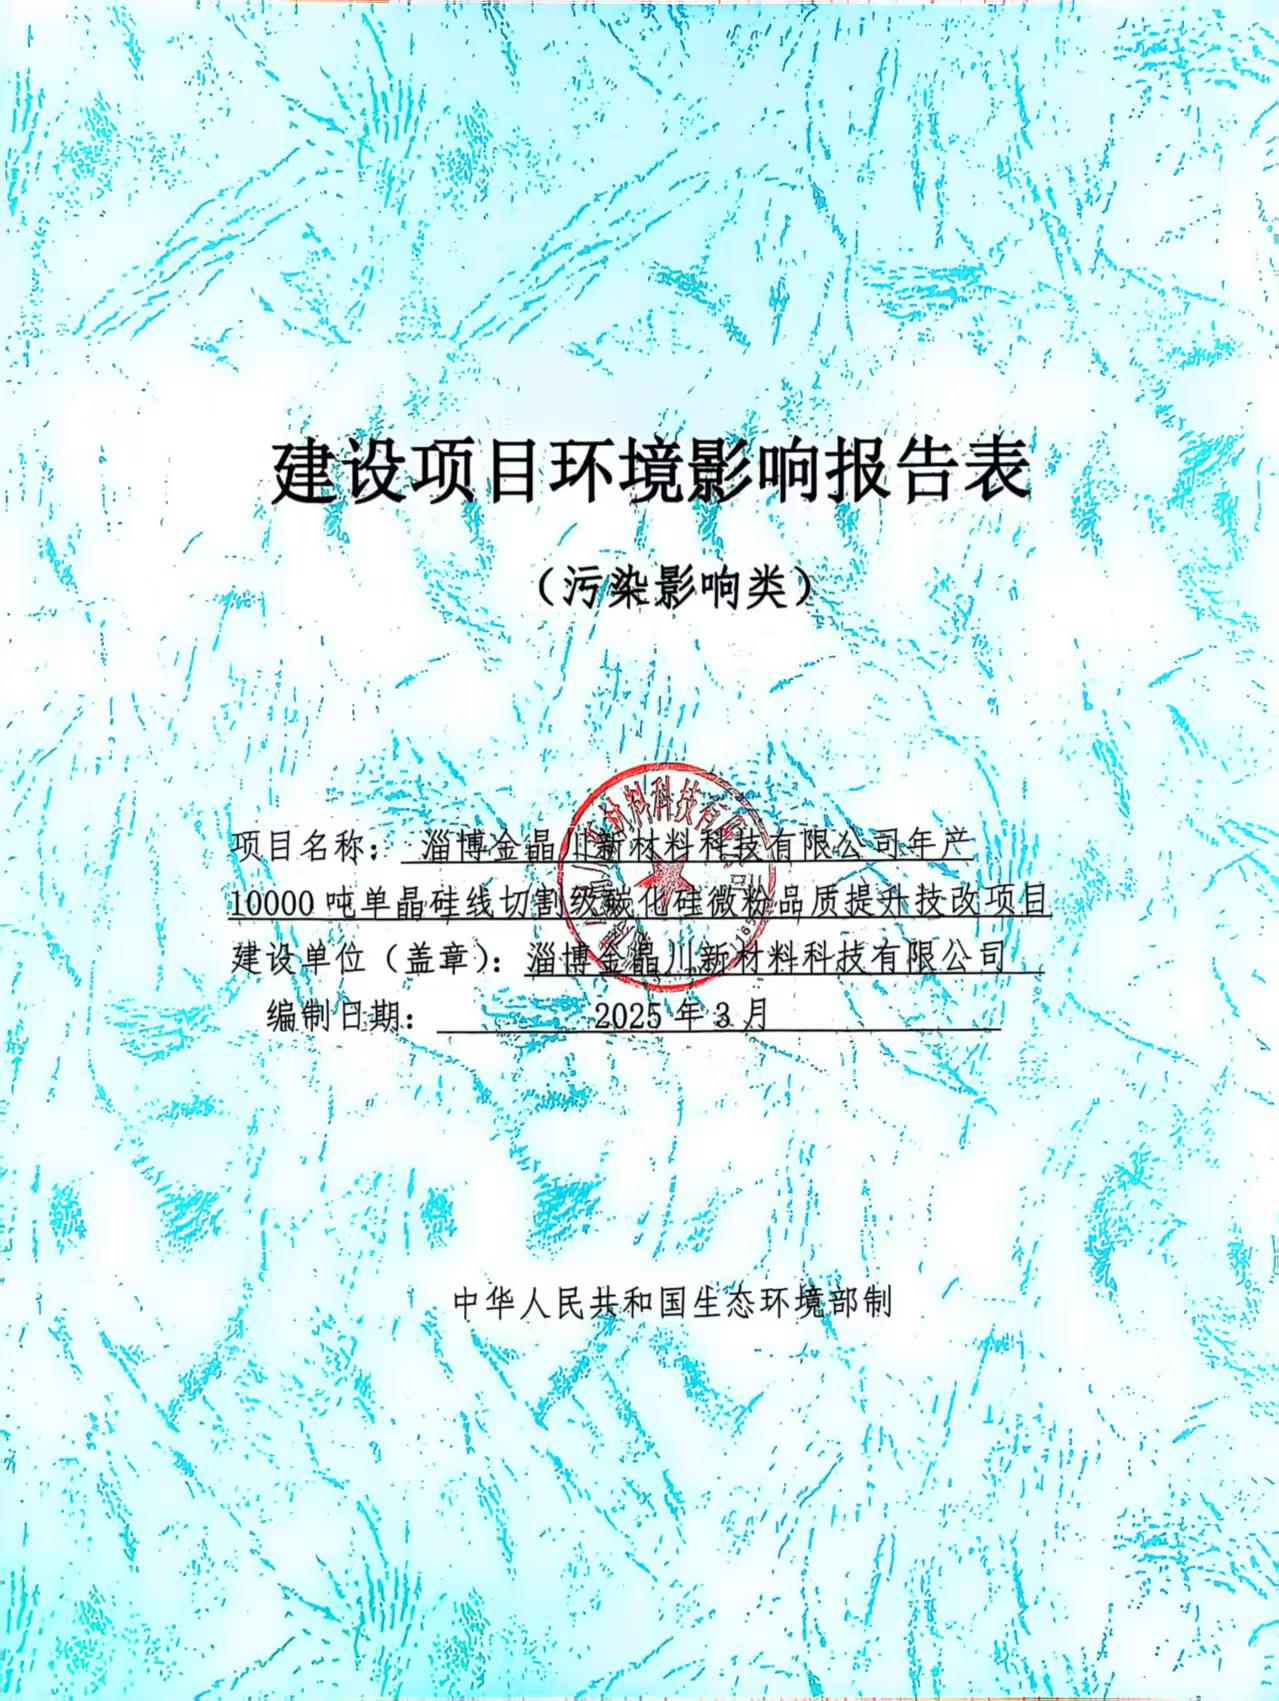 建设项目环境影响报告表
（污染影响类）
项目名称：淄博金晶川新材料科技有限公司年产
10000吨单晶硅线切割级碳化硅微粉品质提升技改项目
建设单位（盖章）：淄博金晶川新材料科技有限公司
编制日期：2025年3月
中华人民共和国生态环境部制
材料科技有